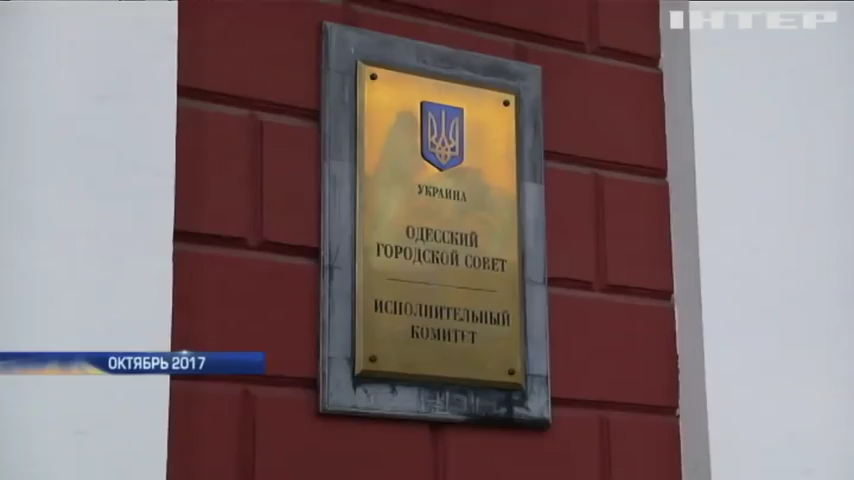 ІНТЕР
УКРАИНА
ОДЕССКИЙ
ГОРОДСКОЙ СОВЕТ
ИСПОЛНИТЕЛЬНЫЙ
КОМИТЕТ
ОКТЯБРЬ 2017